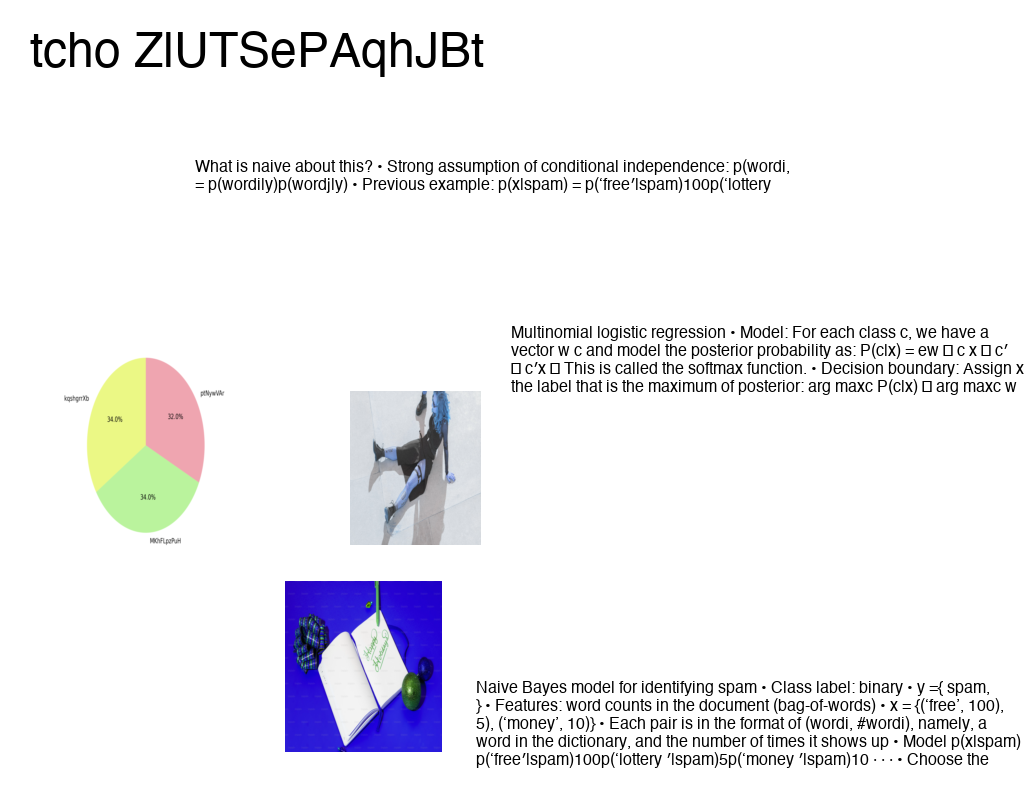 tcho ZlUTSePAqhJBt
What is naive about this? • Strong assumption of conditional independence: p(wordi,
= p(wordi|y)p(wordj|y) • Previous example: p(x|spam) = p(‘free′|spam)100p(‘lottery
Multinomial logistic regression • Model: For each class c, we have a
vector w c and model the posterior probability as: P(c|x) = ew □ c x □ c′
□ c′x □ This is called the softmax function. • Decision boundary: Assign x
the label that is the maximum of posterior: arg maxc P(c|x) □ arg maxc w
kqshgrrXb
ptNywVAr
34.0%
32.0%
34.0%
MKhFLpzPuH
Naive Bayes model for identifying spam • Class label: binary • y ={ spam,
} • Features: word counts in the document (bag-of-words) • x = {(‘free’, 100),
5), (‘money’, 10)} • Each pair is in the format of (wordi, #wordi), namely, a
word in the dictionary, and the number of times it shows up • Model p(x|spam)
p(‘free′|spam)100p(‘lottery ′|spam)5p(‘money ′|spam)10 · · · • Choose the